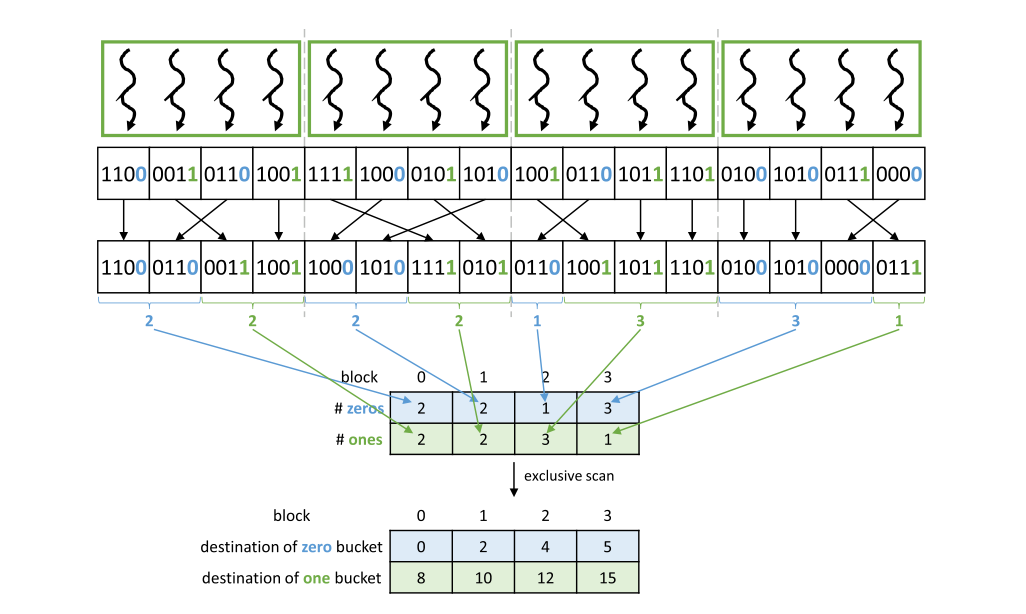 1100 0011 0110 1001 1111 1000 0101 1010 1001 0110 1011 1101 0100 1010 0111 0000
1100 0110 0011 1001 1000 1010 1111 0101 0110 1001 1011 1101 0100 1010 0000 0111
2 2 2 2 1 3 3 1
block 0 1 2 3
# zeros 2 2 1 3
# ones 2 2 3 1
exclusive scan
block 0 1 2 3
destination of zero bucket 0 2 4 5
destination of one bucket 8 10 12 15